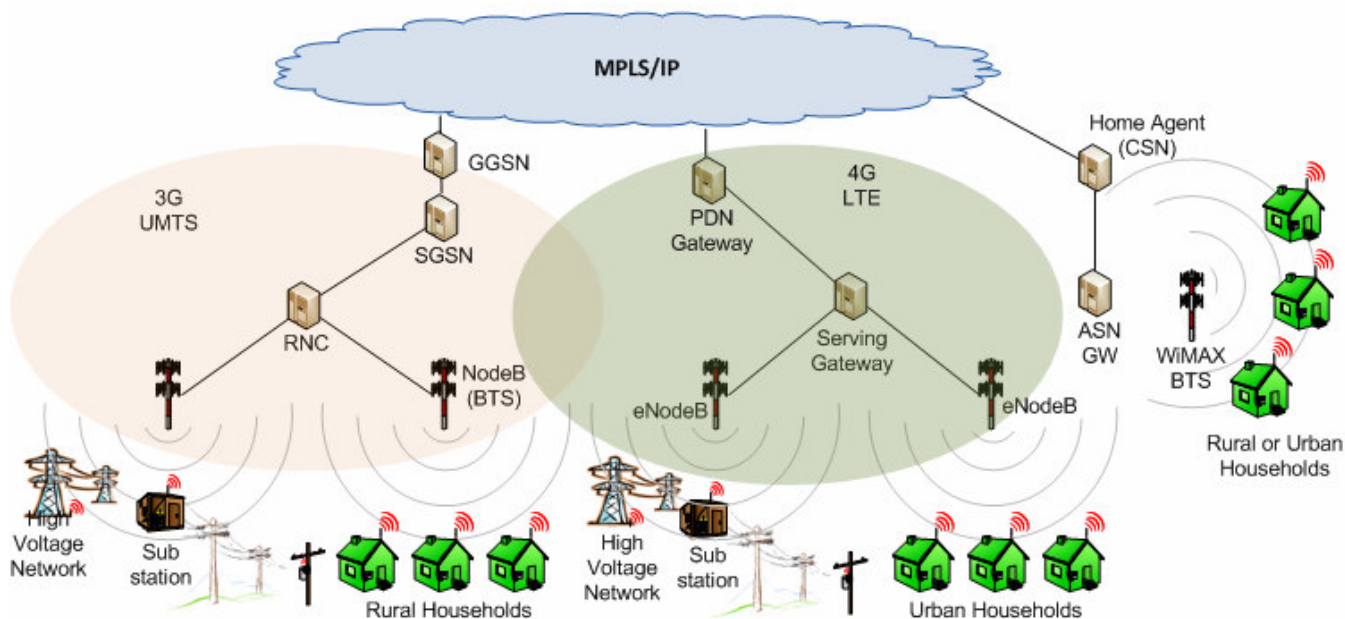 MPLS/IP
Home Agent
(CSN)
GGSN
3G
UMTS
4G
LTE
PDN
Gateway
SGSN
RNC
Serving
Gateway
ASN
GW
WiMAX
BTS
NodeB
(BTS)
eNodeB
eNodeB
Rural or Urban
Households
High
Voltage
Network
Sub
station
Rural Households
High
Voltage
Network
Sub
station
Urban Households